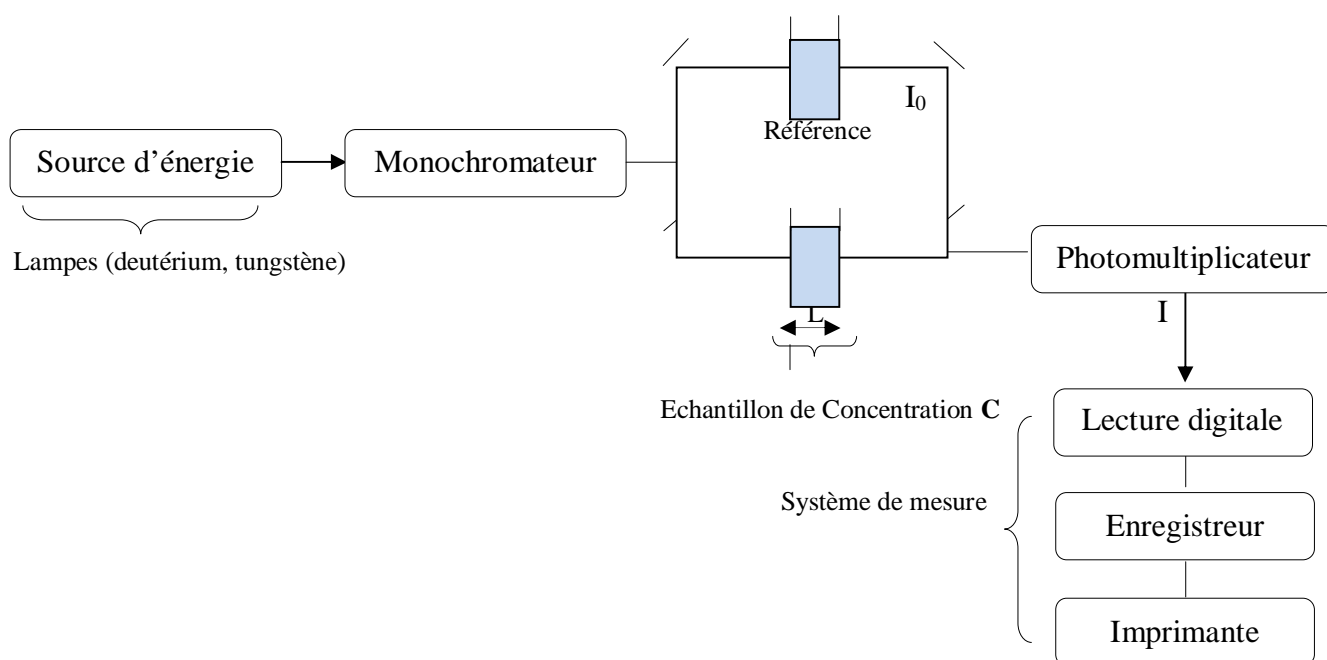 I₀
Référence
Source d’énergie
Monochromateur
Lampes (deutérium, tungstène)
Photomultiplicateur
L
I
Echantillon de Concentration C
Lecture digitale
Système de mesure
Enregistreur
Imprimante